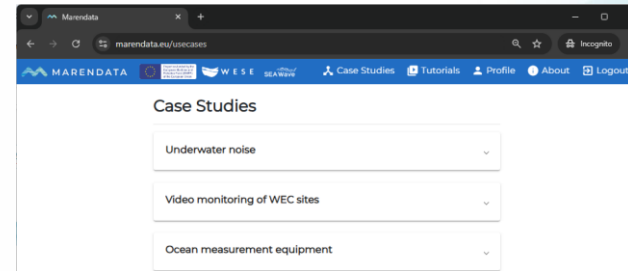 Marendata
marendata.eu/usecases
Incognito
MARENDATA
WESE
SEAWave
Case Studies
Tutorials
Profile
About
Logout
Case Studies
Underwater noise
Video monitoring of WEC sites
Ocean measurement equipment